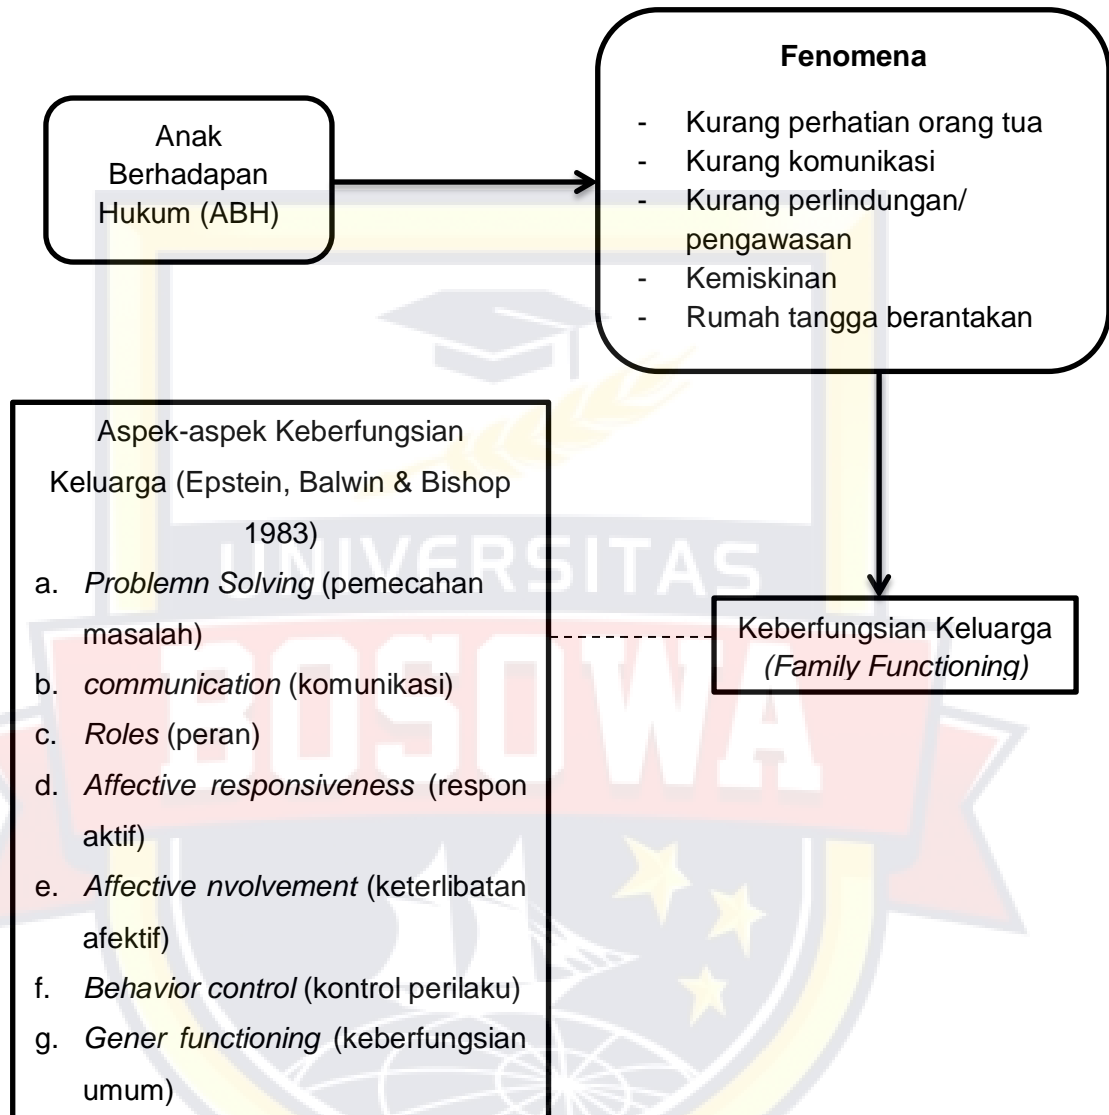 Anak
Berhadapan
Hukum (ABH)
Fenomena
- Kurang perhatian orang tua
- Kurang komunikasi
- Kurang perlindungan/
pengawasan
- Kemiskinan
- Rumah tangga berantakan
Aspek-aspek Keberfungsian
Keluarga (Epstein, Balwin & Bishop
1983)
a. Problemn Solving (pemecahan
masalah)
b. communication (komunikasi)
c. Roles (peran)
d. Affective responsiveness (respon
aktif)
e. Affective nvolvement (keterlibatan
afektif)
f. Behavior control (kontrol perilaku)
g. Gener functioning (keberfungsian
umum)
Keberfungsian Keluarga
(Family Functioning)
UNIVERSITAS
BOSOWA